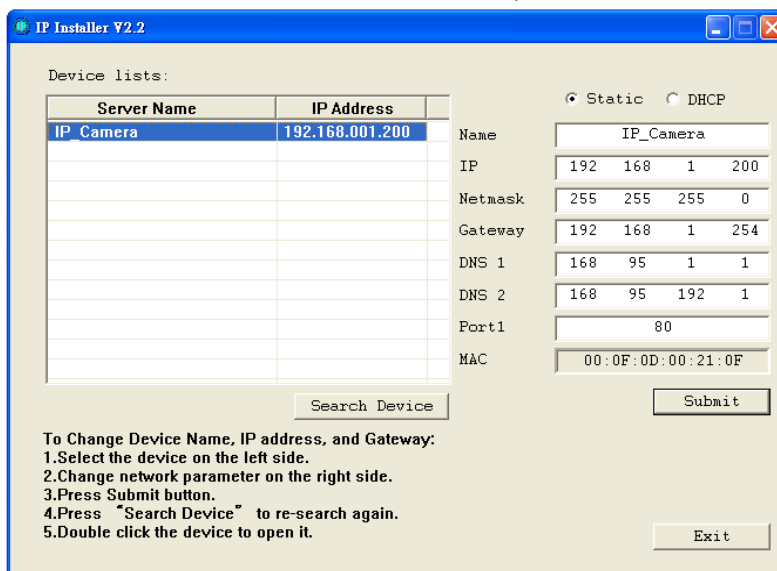 IP Installer V2.2
Device lists:
Server Name IP Address
IP_Camera 192.168.001.200
Static DHCP
Name IP_Camera
IP 192 168 1 200
Netmask 255 255 255 0
Gateway 192 168 1 254
DNS 1 168 95 1 1
DNS 2 168 95 192 1
Port1 80
MAC 00:0F:0D:00:21:0F
Search Device
Submit
To Change Device Name, IP address, and Gateway:
1.Select the device on the left side.
2.Change network parameter on the right side.
3.Press Submit button.
4.Press “Search Device” to re-search again.
5.Double click the device to open it.
Exit